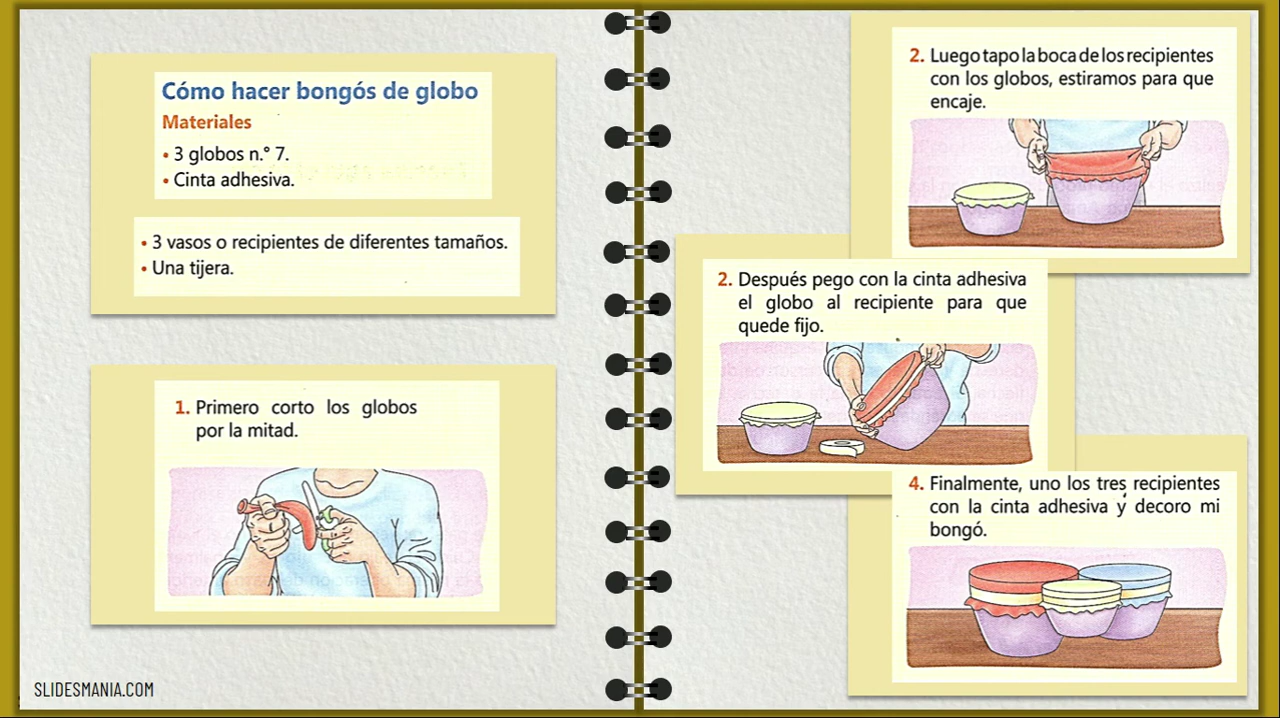 Cómo hacer bongós de globo
Materiales
• 3 globos n.° 7.
• Cinta adhesiva.
• 3 vasos o recipientes de diferentes tamaños.
• Una tijera.
1. Primero corto los globos
por la mitad.
2. Luego tapo la boca de los recipientes
con los globos, estiramos para que
encaje.
2. Después pego con la cinta adhesiva
el globo al recipiente para que
quede fijo.
4. Finalmente, uno los tres recipientes
con la cinta adhesiva y decoro mi
bongó.
SLIDESMANIA.COM